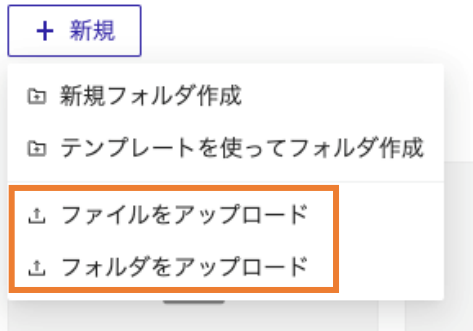 + 新規
新規フォルダ作成
テンプレートを使ってフォルダ作成
ファイルをアップロード
フォルダをアップロード